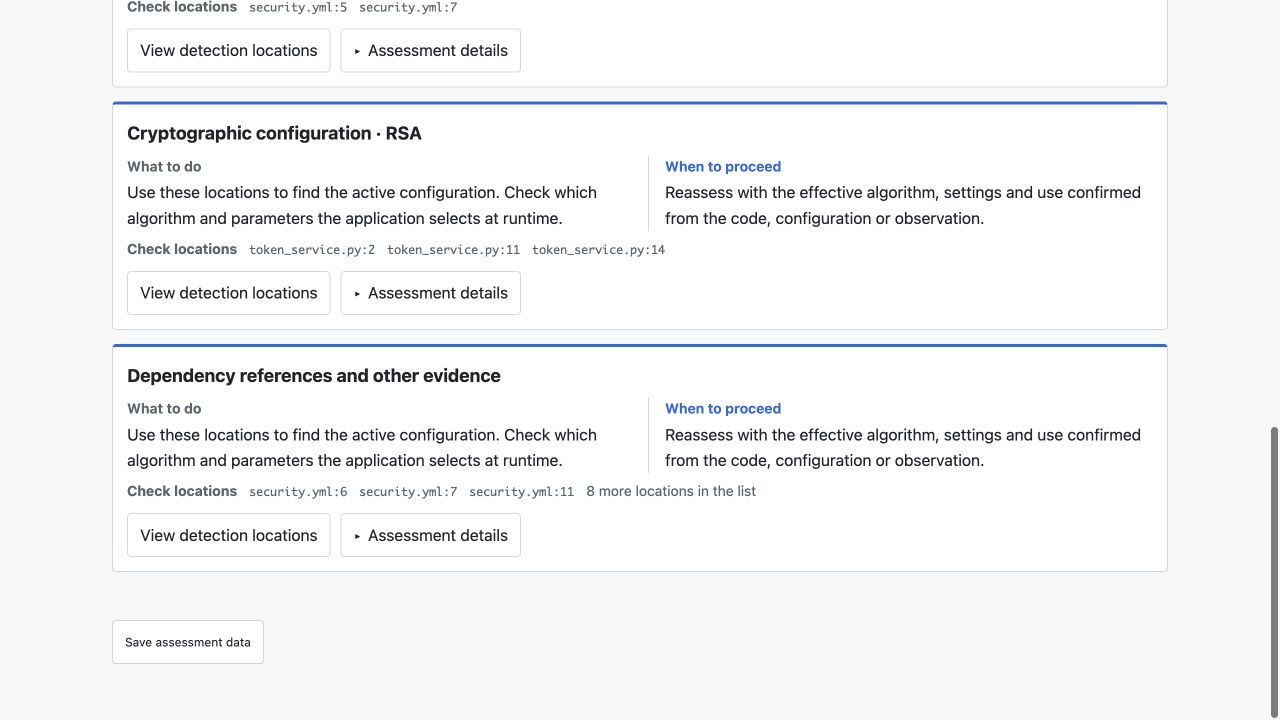 Check locations security.yml:5 security.yml:7
View detection locations ▸ Assessment details
Cryptographic configuration · RSA
What to do
Use these locations to find the active configuration. Check which
algorithm and parameters the application selects at runtime.
When to proceed
Reassess with the effective algorithm, settings and use confirmed
from the code, configuration or observation.
Check locations token_service.py:2 token_service.py:11 token_service.py:14
View detection locations ▸ Assessment details
Dependency references and other evidence
What to do
Use these locations to find the active configuration. Check which
algorithm and parameters the application selects at runtime.
When to proceed
Reassess with the effective algorithm, settings and use confirmed
from the code, configuration or observation.
Check locations security.yml:6 security.yml:7 security.yml:11 8 more locations in the list
View detection locations ▸ Assessment details
Save assessment data